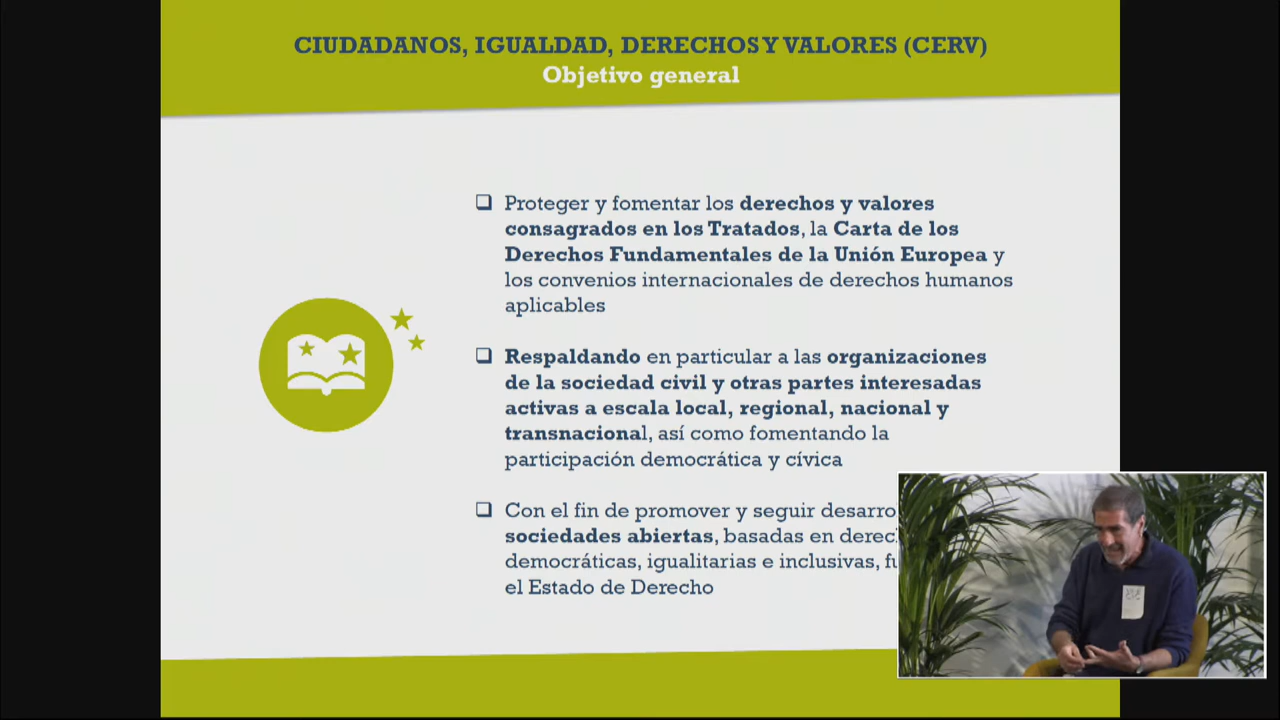 CIUDADANOS, IGUALDAD, DERECHOS Y VALORES (CERV)
Objetivo general
Proteger y fomentar los derechos y valores
consagrados en los Tratados, la Carta de los
Derechos Fundamentales de la Unión Europea y
los convenios internacionales de derechos humanos
aplicables
Respaldando en particular a las organizaciones
de la sociedad civil y otras partes interesadas
activas a escala local, regional, nacional y
transnacional, así como fomentando la
participación democrática y cívica
Con el fin de promover y seguir
sociedades abiertas, basadas en
democráticas, igualitarias e inclusivas,
el Estado de Derecho